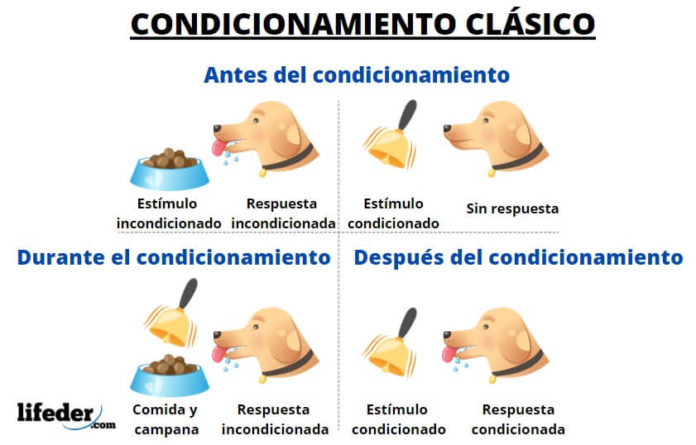 CONDICIONAMIENTO CLÁSICO
Antes del condicionamiento
Estímulo
incondicionado
Respuesta
incondicionada
Estímulo
condicionado
Sin respuesta
Durante el condicionamiento
Después del condicionamiento
Comida y
campana
Respuesta
incondicionada
Estímulo
condicionado
Respuesta
condicionada
lifeder.com